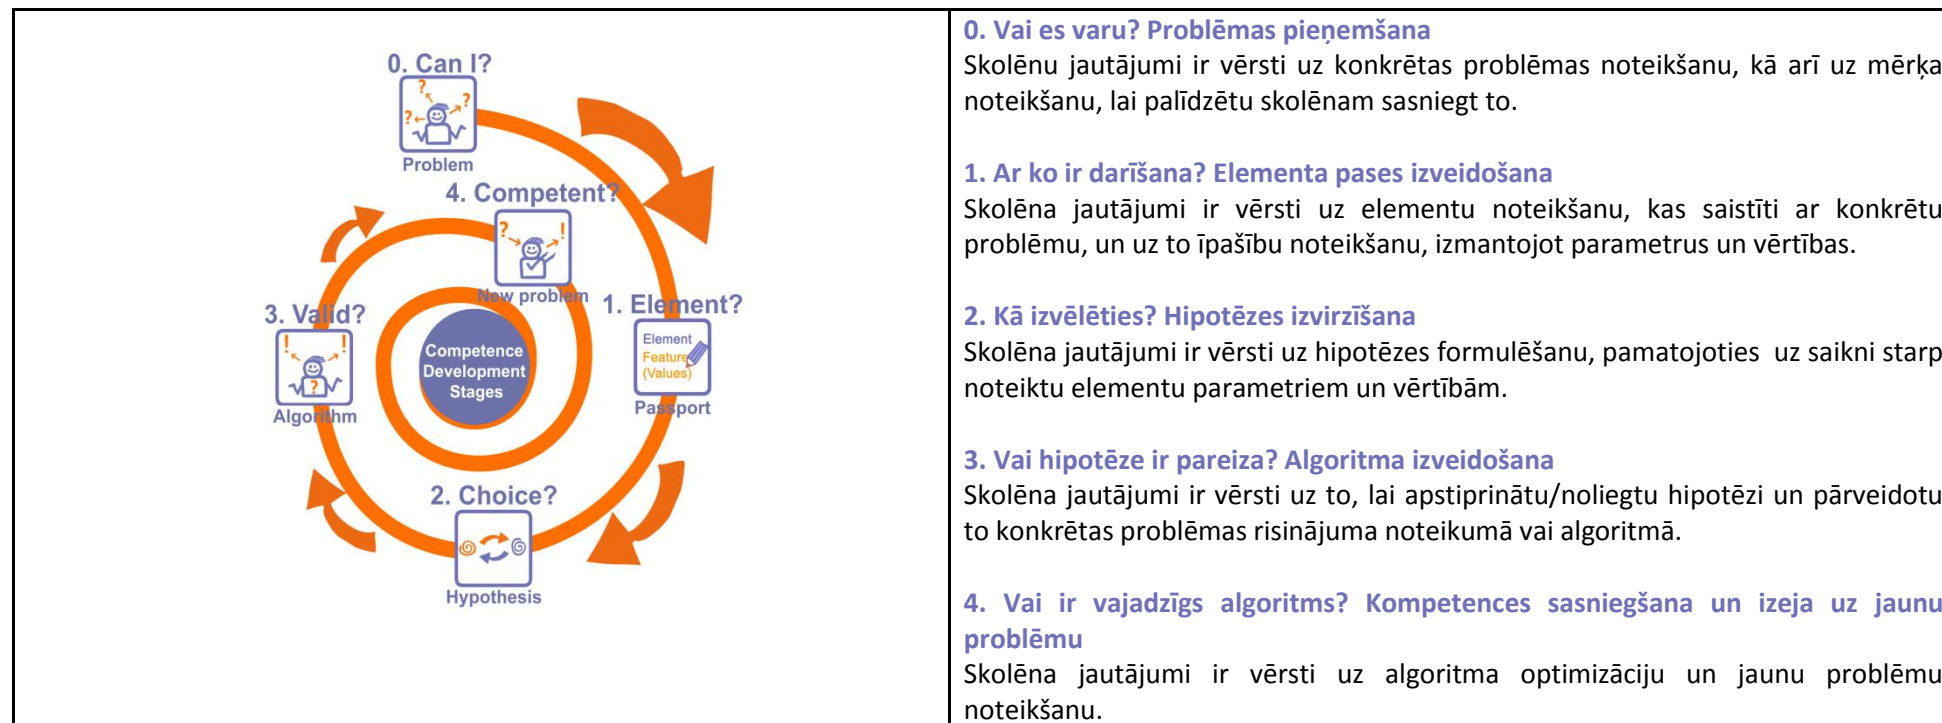 0. Can I?
Problem
4. Competent?
New problem
1. Element?
Element
Feature
(Values)
Passport
3. Valid?
Algorithm
Competence
Development
Stages
2. Choice?
Hypothesis
0. Vai es varu? Problēmas pieņemšana
Skolēnu jautājumi ir vērsti uz konkrētas problēmas noteikšanu, kā arī uz mērķa
noteikšanu, lai palīdzētu skolēnam sasniegt to.
1. Ar ko ir darīšana? Elementa pases izveidošana
Skolēna jautājumi ir vērsti uz elementu noteikšanu, kas saistīti ar konkrētu
problēmu, un uz to īpašību noteikšanu, izmantojot parametrus un vērtības.
2. Kā izvēlēties? Hipotēzes izvirzīšana
Skolēna jautājumi ir vērsti uz hipotēzes formulēšanu, pamatojoties uz saikni starp
noteiktu elementu parametriem un vērtībām.
3. Vai hipotēze ir pareiza? Algoritma izveidošana
Skolēna jautājumi ir vērsti uz to, lai apstiprinātu/noliegtu hipotēzi un pārveidotu
to konkrētas problēmas risinājuma noteikumā vai algoritmā.
4. Vai ir vajadzīgs algoritms? Kompetences sasniegšana un izeja uz jaunu
problēmu
Skolēna jautājumi ir vērsti uz algoritma optimizāciju un jaunu problēmu
noteikšanu.